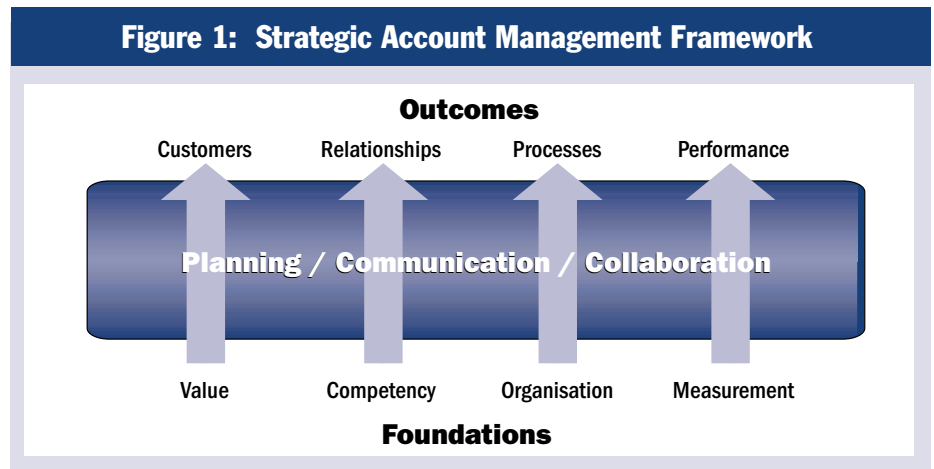 Figure 1: Strategic Account Management Framework
Outcomes
Customers Relationships Processes Performance
Planning / Communication / Collaboration
Value Competency Organisation Measurement
Foundations